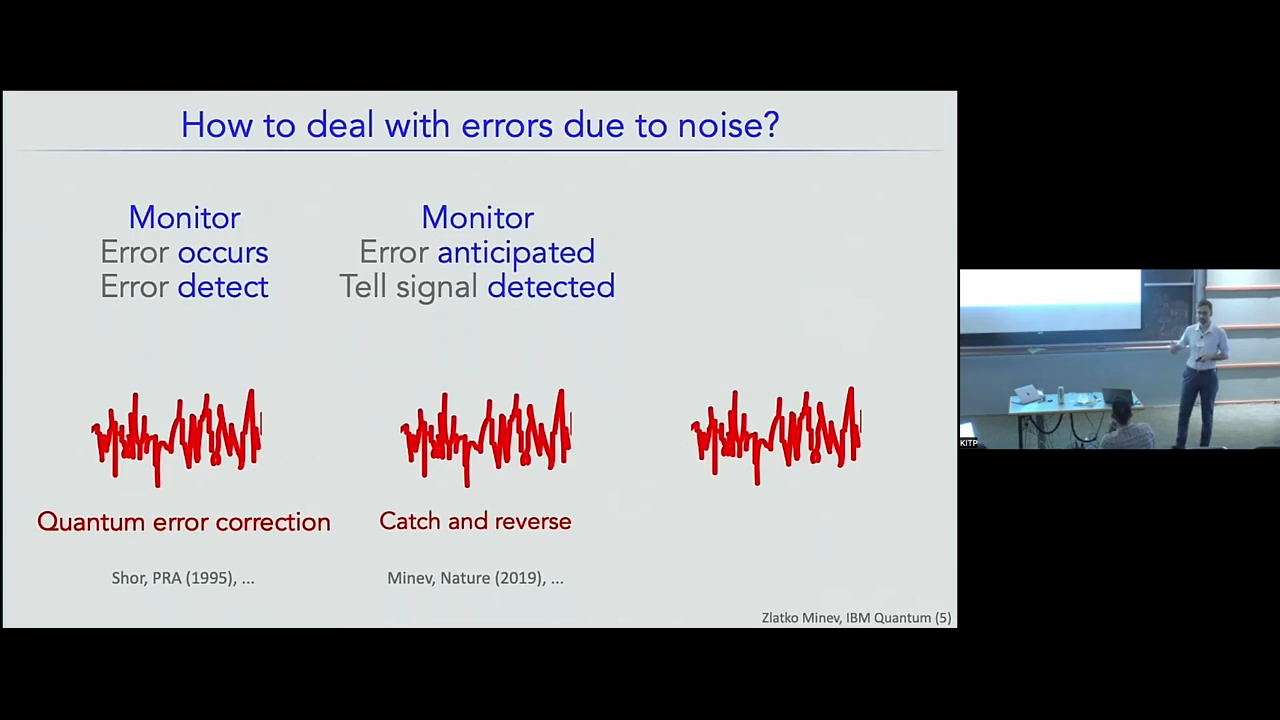 How to deal with errors due to noise?
Monitor
Error occurs
Error detect
Monitor
Error anticipated
Tell signal detected
Quantum error correction
Catch and reverse
Shor, PRA (1995), ...
Minev, Nature (2019), ...
Zlatko Minev, IBM Quantum (5)
KITP